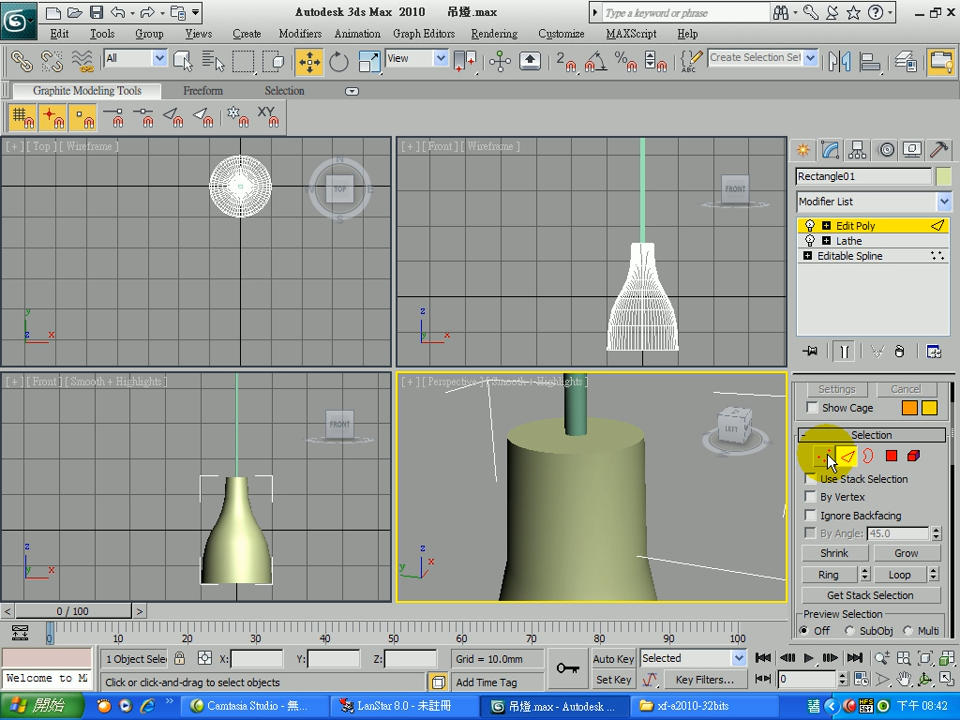 Autodesk 3ds Max 2010 吊燈.max
Type a keyword or phrase
Edit Tools Group Views Create Modifiers Animation Graph Editors Rendering Customize MAXScript Help
All
View
Create Selection Set
Graphite Modeling Tools Freeform Selection
XY
[ + ] [ Top ] [ Wireframe ]
[ + ] [ Front ] [ Wireframe ]
TOP
FRONT
Rectangle01
Modifier List
Edit Poly
Lathe
Editable Spline
[ + ] [ Front ] [ Smooth + Highlights ]
[ + ] [ Perspective ] [ Smooth + Highlights ]
FRONT
LEFT
Settings Cancel
Show Cage
Selection
Use Stack Selection
By Vertex
Ignore Backfacing
By Angle: 45.0
Shrink Grow
Ring Loop
Get Stack Selection
Preview Selection
Off SubObj Multi
0 / 100
0 10 20 30 40 50 60 70 80 90 100
1 Object Sele X: Y: Z: Grid = 10.0mm Auto Key Selected
Welcome to M
Click or click-and-drag to select objects Add Time Tag Set Key Key Filters... 0
開始 Camtasia Studio - 無... LanStar 8.0 - 未註冊 吊燈.max - Autodesk ... xf-a2010-32bits 下午 08:42